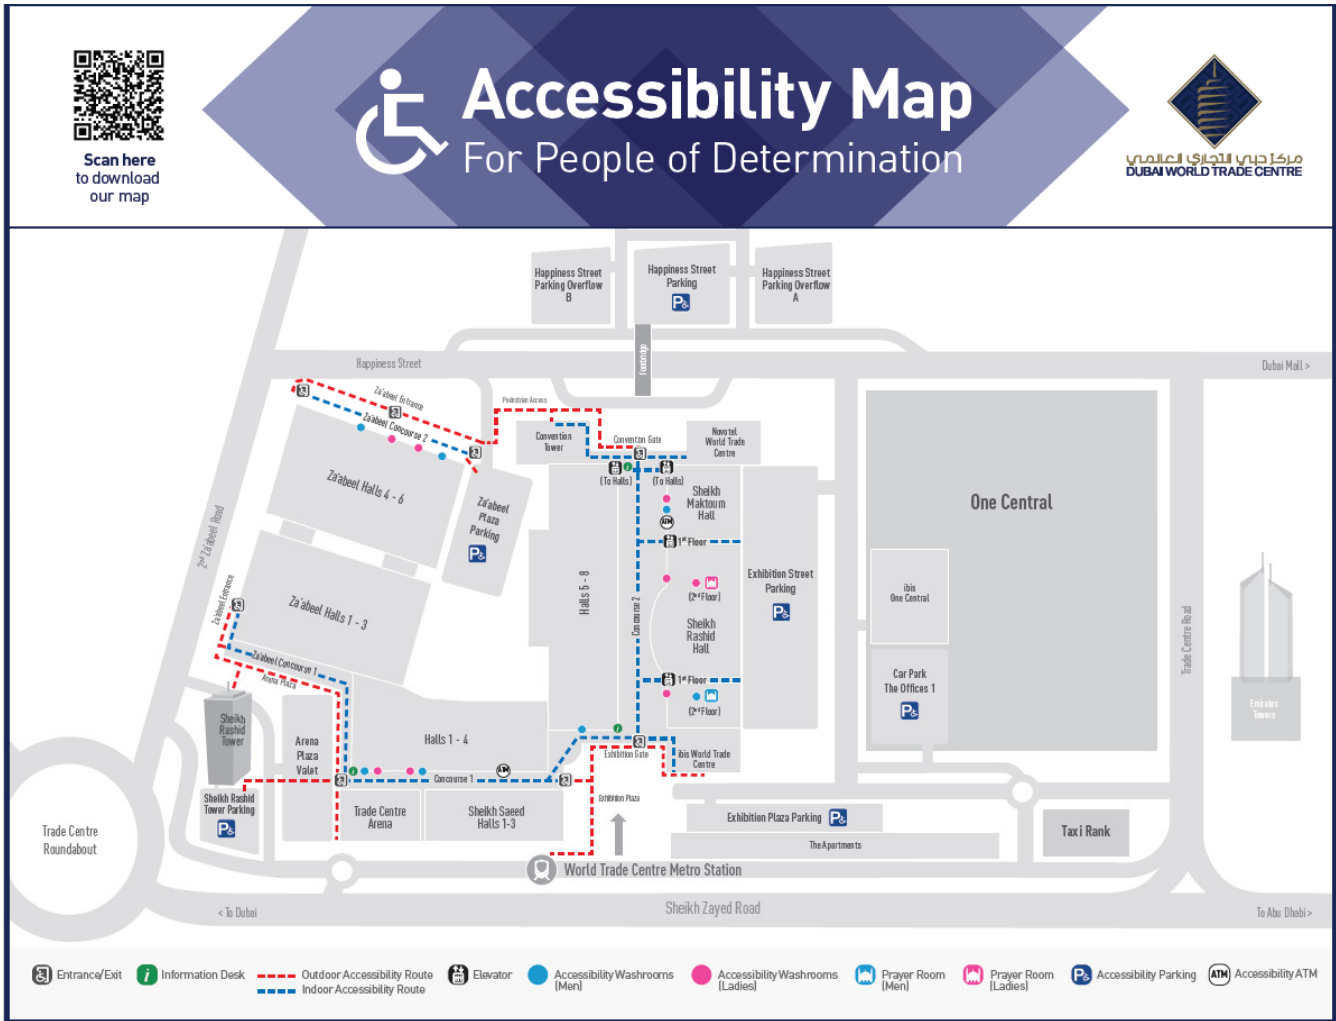 Scan here
to download
our map
Accessibility Map
For People of Determination
مركز دبي التجاري العالمي
DUBAI WORLD TRADE CENTRE
Happiness Street
Parking Overflow
B
Happiness Street
Parking
P
Happiness Street
Parking Overflow
A
Footbridge
Happiness Street
Dubai Mall >
Za'abeel Entrance
Za'abeel Concourse 2
Pedestrian Access
Convention
Tower
Convention Gate
Novotel
World Trade
Centre
(To Halls)
(To Halls)
Za'abeel Halls 4 - 6
Za'abeel
Plaza
Parking
P
Sheikh
Maktoum
Hall
ATM
One Central
2nd Za'abeel Road
1st Floor
Halls 5 - 8
Exhibition Street
Parking
P
(2nd Floor)
ibis
One Central
Za'abeel Entrance
Za'abeel Halls 1 - 3
Concourse 2
Sheikh
Rashid
Hall
Trade Centre Road
Za'abeel Concourse 1
Arena Plaza
1st Floor
(2nd Floor)
Car Park
The Offices 1
P
Emirates
Towers
Sheikh
Rashid
Tower
Arena
Plaza
Valet
Halls 1 - 4
Exhibition Gate
ibis World Trade
Centre
ATM
Concourse 1
Sheikh Rashid
Tower Parking
P
Trade Centre
Arena
Sheikh Saeed
Halls 1-3
Exhibition Plaza
Exhibition Plaza Parking
P
The Apartments
Taxi Rank
Trade Centre
Roundabout
World Trade Centre Metro Station
< To Dubai
Sheikh Zayed Road
To Abu Dhabi >
Entrance/Exit
i Information Desk
Outdoor Accessibility Route
Indoor Accessibility Route
Elevator
Accessibility Washrooms
(Men)
Accessibility Washrooms
(Ladies)
Prayer Room
(Men)
Prayer Room
(Ladies)
P Accessibility Parking
ATM Accessibility ATM